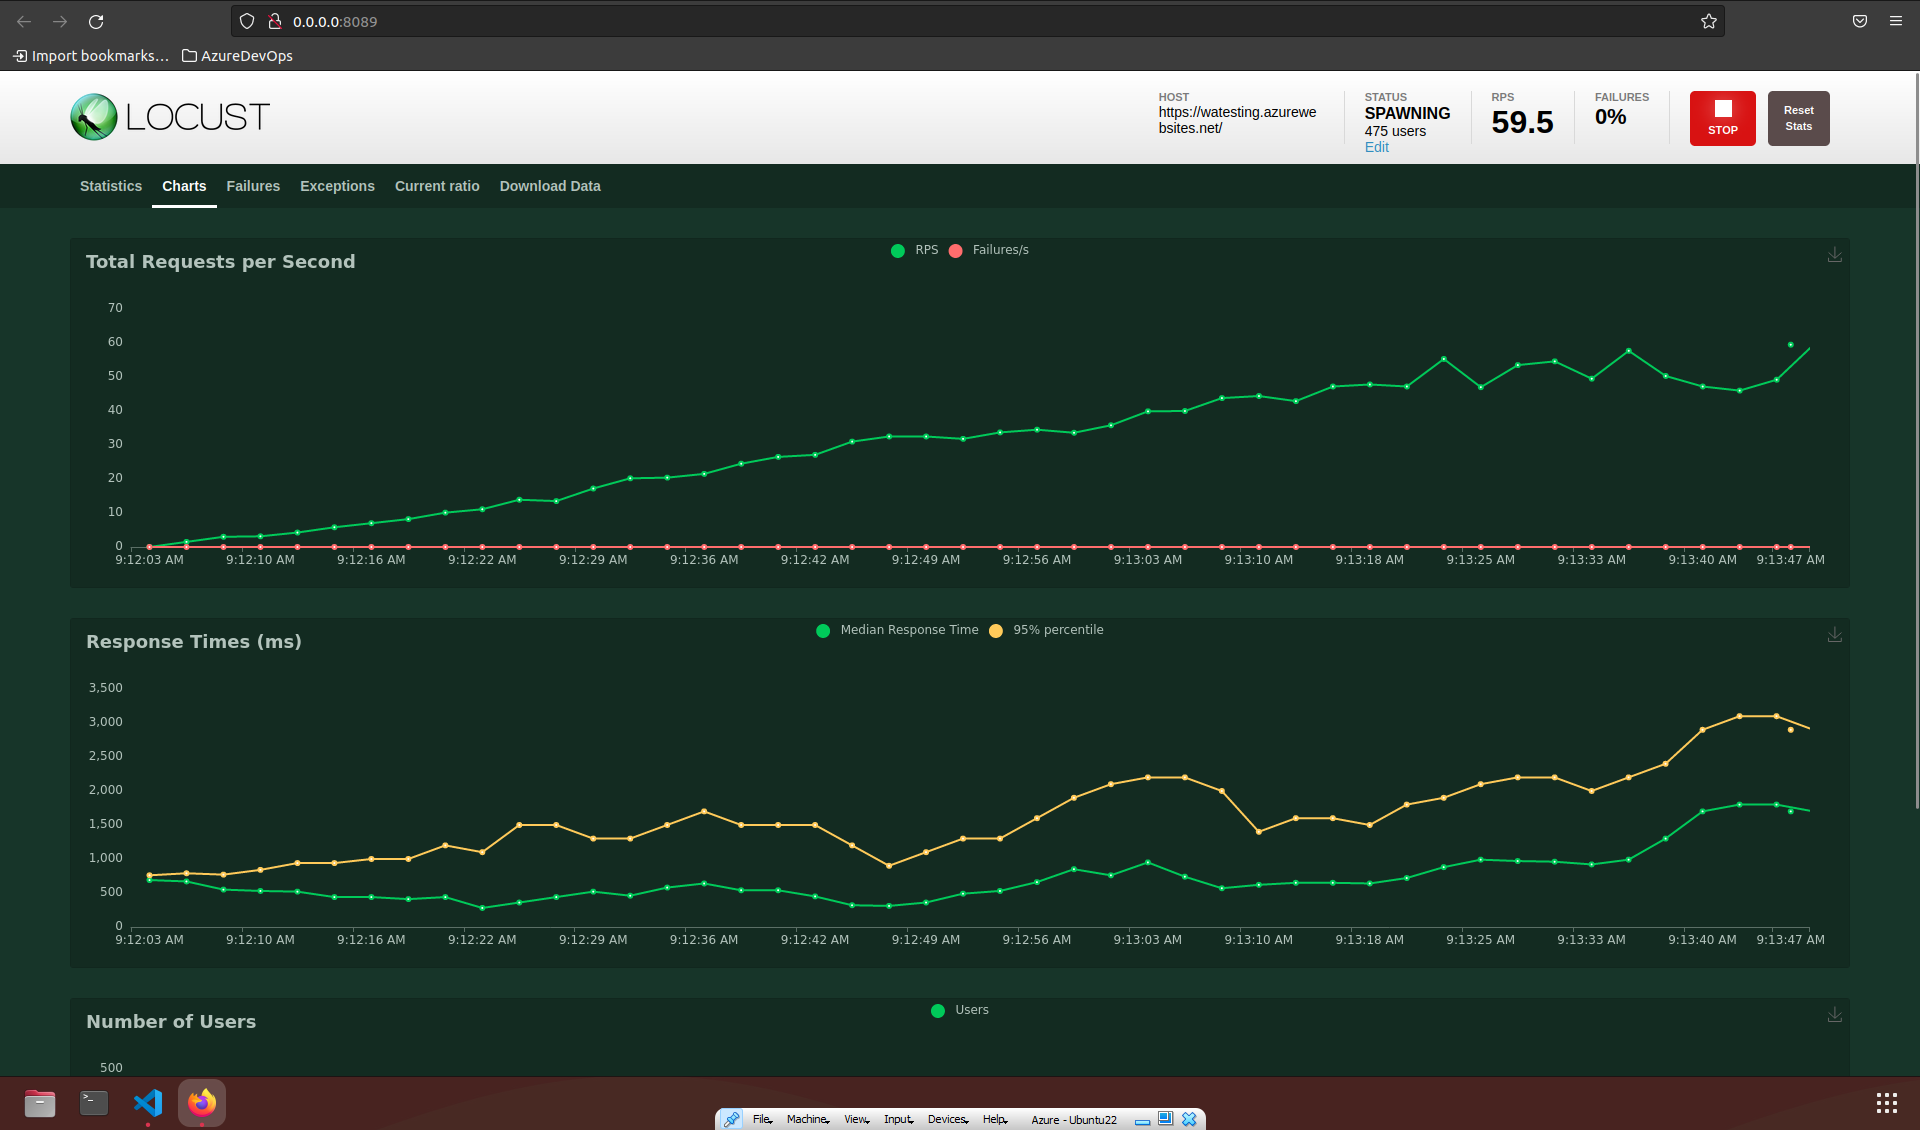 0.0.0.0:8089
Import bookmarks... AzureDevOps
LOCUST
HOST
https://watesting.azurewe
bsites.net/
STATUS
SPAWNING
475 users
Edit
RPS
59.5
FAILURES
0%
STOP
Reset
Stats
Statistics Charts Failures Exceptions Current ratio Download Data
Total Requests per Second
RPS Failures/s
70
60
50
40
30
20
10
0
9:12:03 AM 9:12:10 AM 9:12:16 AM 9:12:22 AM 9:12:29 AM 9:12:36 AM 9:12:42 AM 9:12:49 AM 9:12:56 AM 9:13:03 AM 9:13:10 AM 9:13:18 AM 9:13:25 AM 9:13:33 AM 9:13:40 AM 9:13:47 AM
Response Times (ms)
Median Response Time 95% percentile
3,500
3,000
2,500
2,000
1,500
1,000
500
0
9:12:03 AM 9:12:10 AM 9:12:16 AM 9:12:22 AM 9:12:29 AM 9:12:36 AM 9:12:42 AM 9:12:49 AM 9:12:56 AM 9:13:03 AM 9:13:10 AM 9:13:18 AM 9:13:25 AM 9:13:33 AM 9:13:40 AM 9:13:47 AM
Number of Users
Users
500
File Machine View Input Devices Help Azure - Ubuntu22